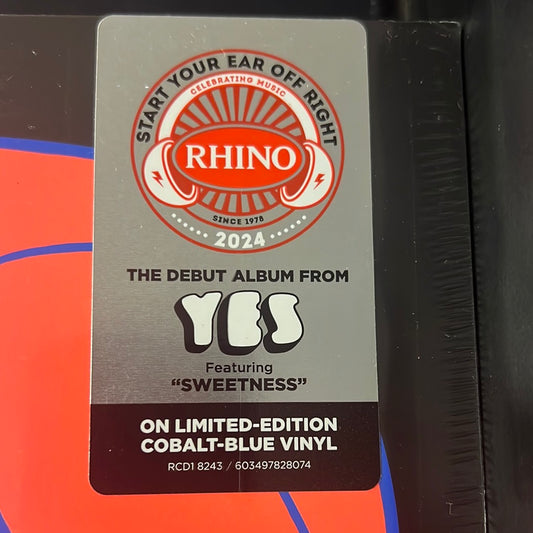 START YOUR EAR OFF RIGHT
CELEBRATING MUSIC
RHINO
SINCE 1978
2024
THE DEBUT ALBUM FROM
YES
Featuring
“SWEETNESS”
ON LIMITED-EDITION
COBALT-BLUE VINYL
RCD1 8243 / 603497828074